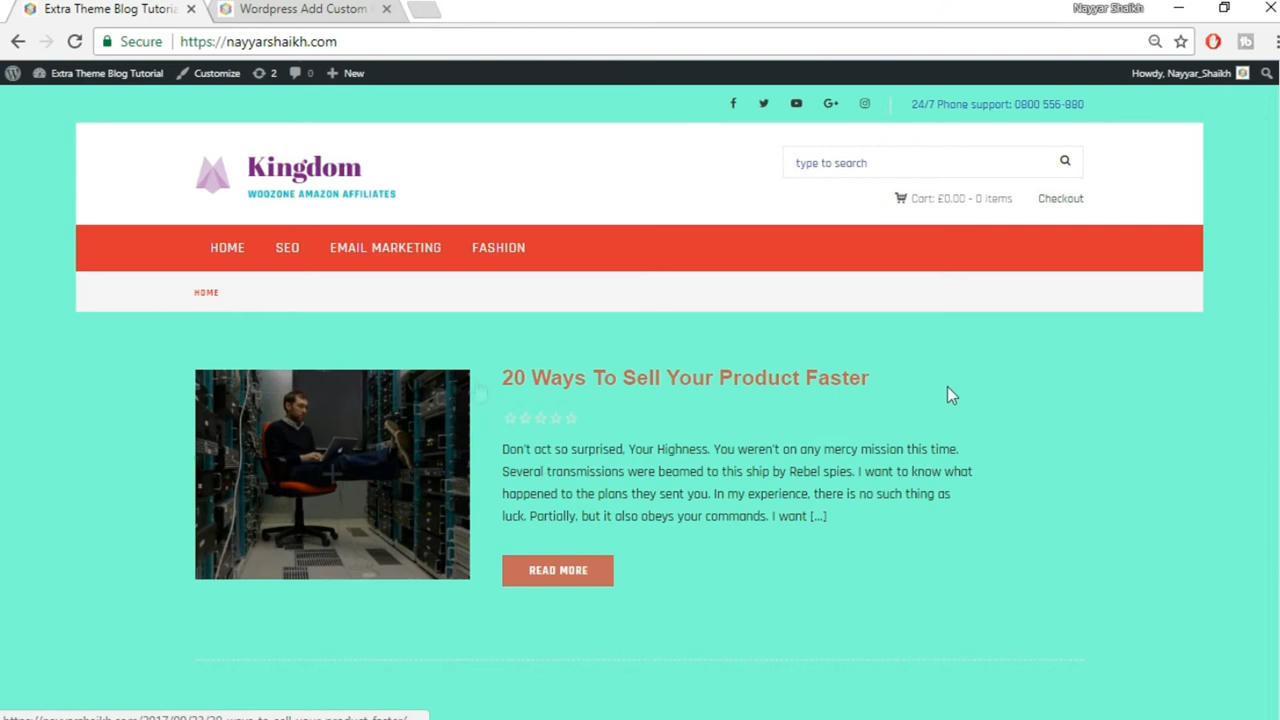 Extra Theme Blog Tutoria
Wordpress Add Custom
Nayyar Shaikh
Secure
https://nayyarshaikh.com
Extra Theme Blog Tutorial
Customize
2
0
New
Howdy, Nayyar_Shaikh
24/7 Phone support: 0800 556-880
Kingdom
WOOZONE AMAZON AFFILIATES
type to search
Cart: £0.00 - 0 items
Checkout
HOME
SEO
EMAIL MARKETING
FASHION
HOME
20 Ways To Sell Your Product Faster
Don't act so surprised, Your Highness. You weren't on any mercy mission this time.
Several transmissions were beamed to this ship by Rebel spies. I want to know what
happened to the plans they sent you. In my experience, there is no such thing as
luck. Partially, but it also obeys your commands. I want [...]
READ MORE